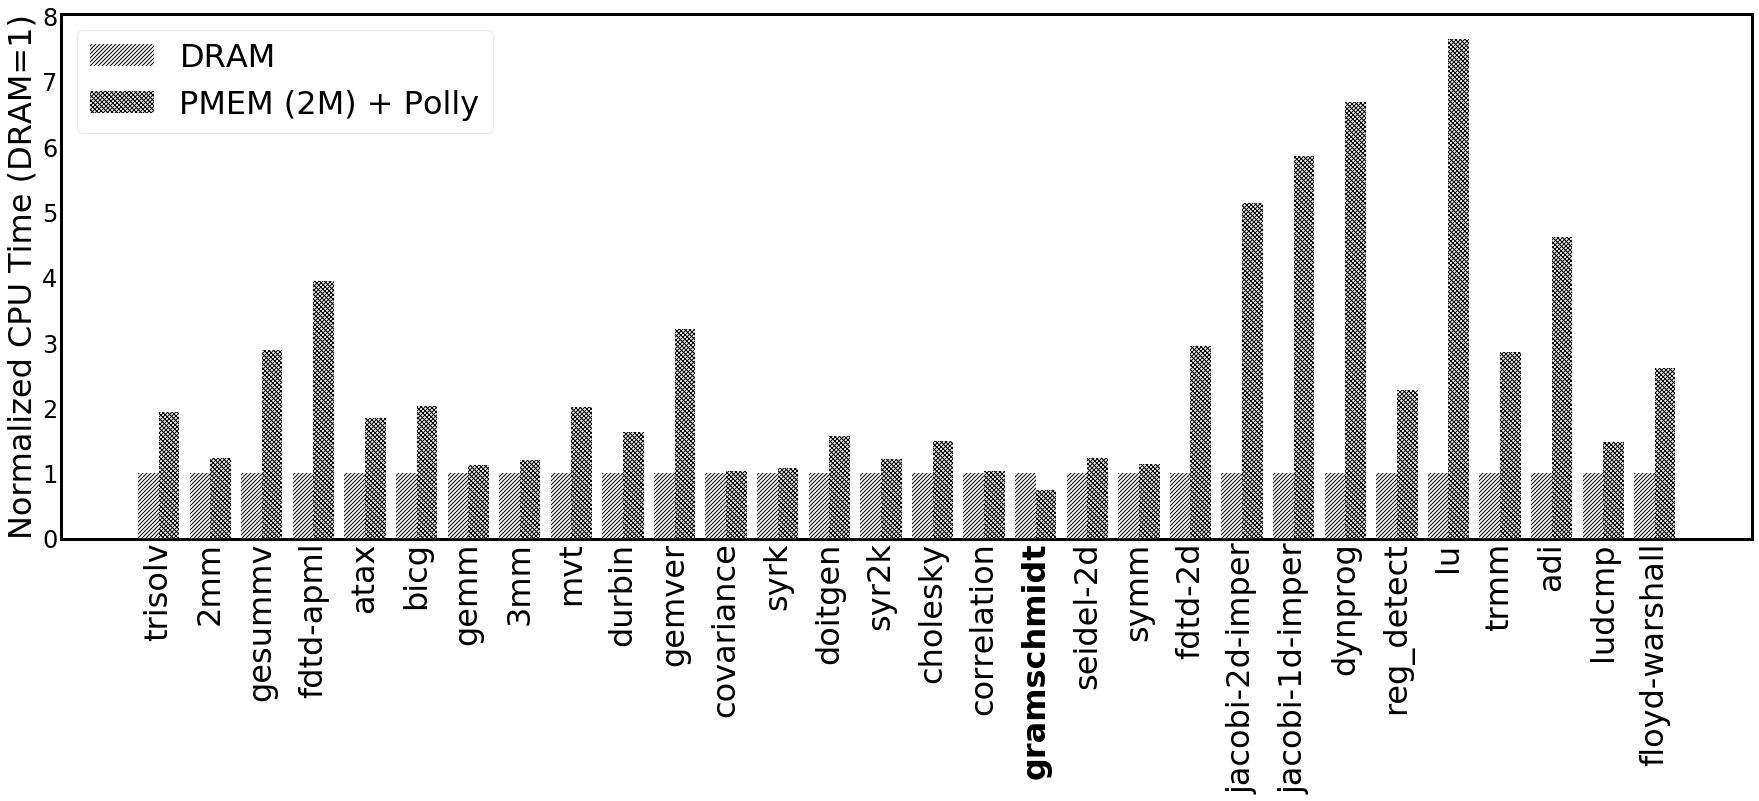 Normalized CPU Time (DRAM=1)
8
7
6
5
4
3
2
1
0
DRAM
PMEM (2M) + Polly
trisolv
2mm
gesummv
fdtd-apml
atax
bicg
gemm
3mm
mvt
durbin
gemver
covariance
syrk
doitgen
syr2k
cholesky
correlation
gramschmidt
seidel-2d
symm
fdtd-2d
jacobi-2d-imper
jacobi-1d-imper
dynprog
reg_detect
lu
trmm
adi
ludcmp
floyd-warshall